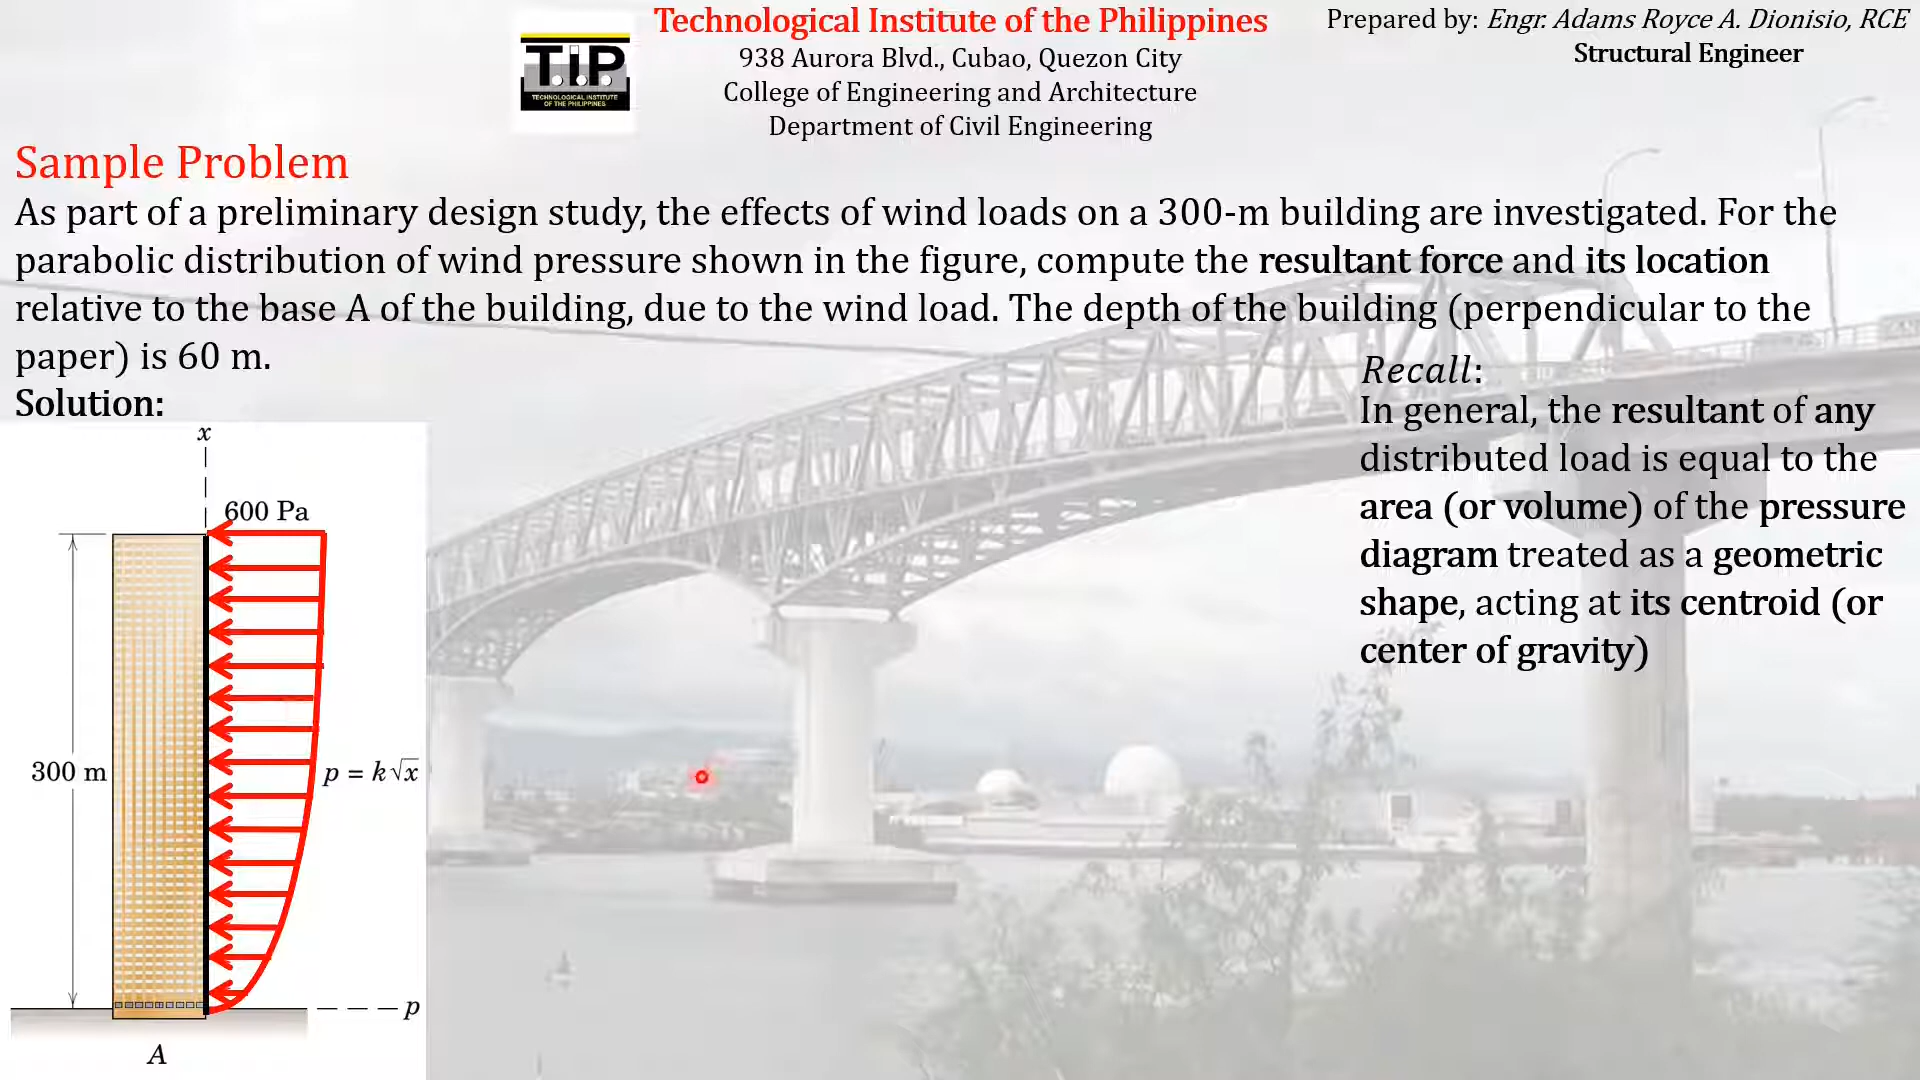 Technological Institute of the Philippines
938 Aurora Blvd., Cubao, Quezon City
College of Engineering and Architecture
Department of Civil Engineering
Prepared by: Engr. Adams Royce A. Dionisio, RCE
Structural Engineer
T.I.P
TECHNOLOGICAL INSTITUTE
OF THE PHILIPPINES
Sample Problem
As part of a preliminary design study, the effects of wind loads on a 300-m building are investigated. For the
parabolic distribution of wind pressure shown in the figure, compute the resultant force and its location
relative to the base A of the building, due to the wind load. The depth of the building (perpendicular to the
paper) is 60 m.
Solution:
Recall:
In general, the resultant of any
distributed load is equal to the
area (or volume) of the pressure
diagram treated as a geometric
shape, acting at its centroid (or
center of gravity)
x
600 Pa
300 m
p = k√x
p
A